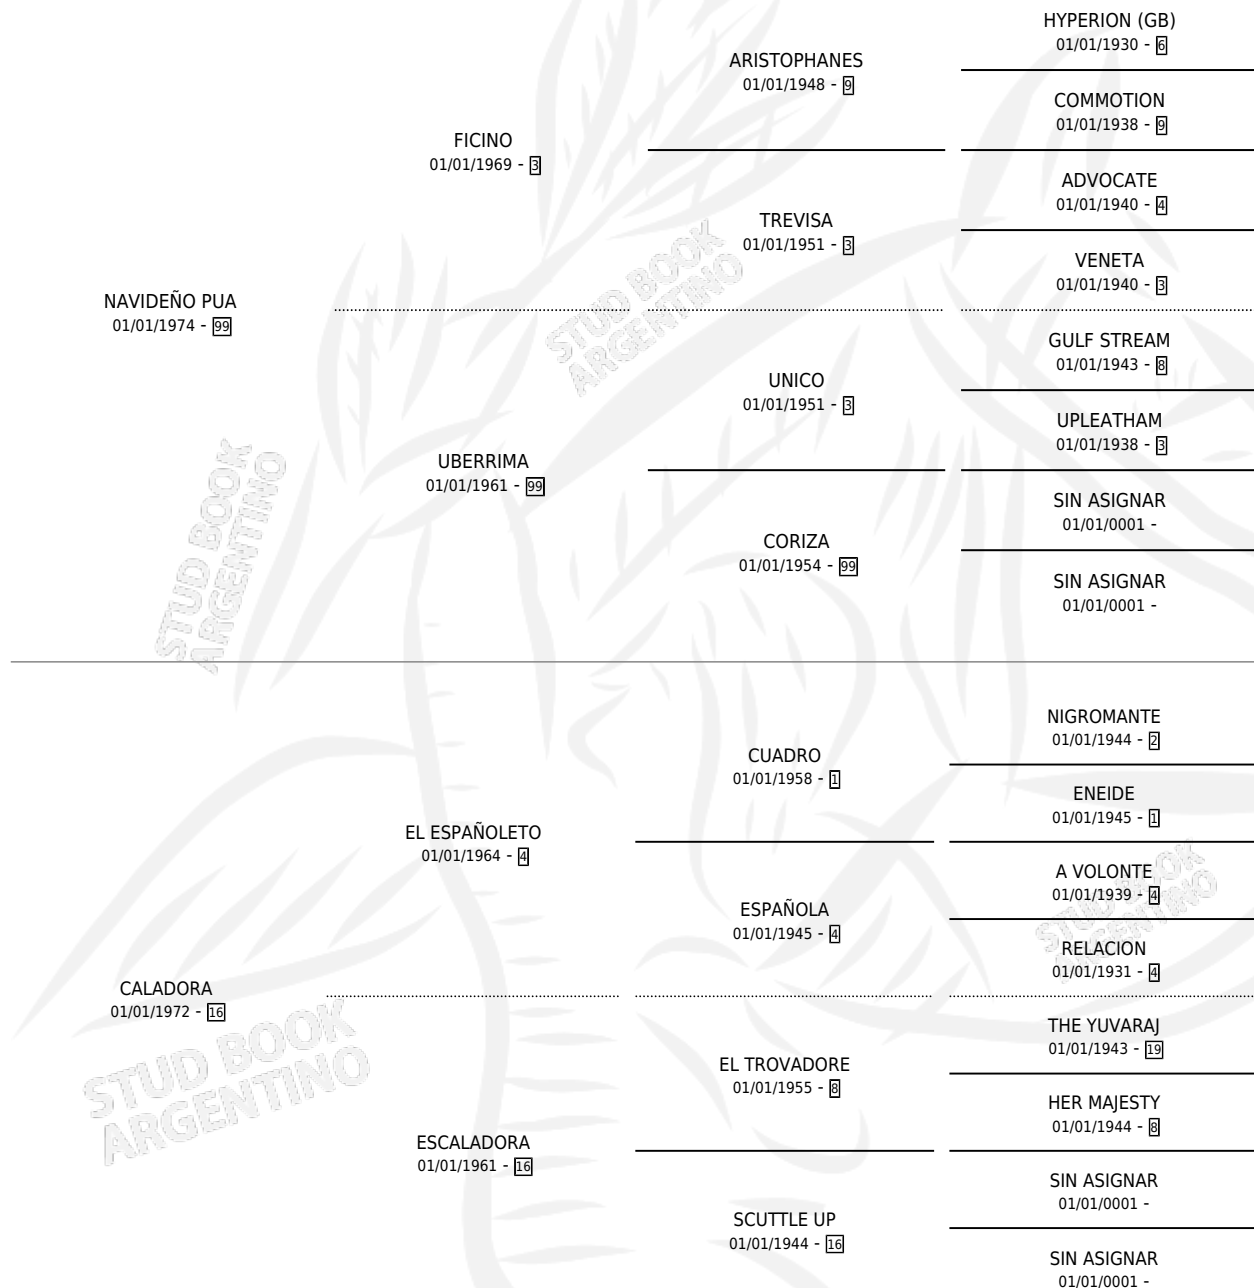 HYPERION (GB)
01/01/1930 - 6
ARISTOPHANES
01/01/1948 - 9
COMMOTION
01/01/1938 - 9
FICINO
01/01/1969 - 3
ADVOCATE
01/01/1940 - 4
TREVISA
01/01/1951 - 3
VENETA
01/01/1940 - 3
NAVIDEÑO PUA
01/01/1974 - 99
GULF STREAM
01/01/1943 - 8
UNICO
01/01/1951 - 3
UPLEATHAM
01/01/1938 - 3
UBERRIMA
01/01/1961 - 99
SIN ASIGNAR
01/01/0001 -
CORIZA
01/01/1954 - 99
SIN ASIGNAR
01/01/0001 -
STUD BOOK
ARGENTINO
STUD BOOK
ARGENTINO
NIGROMANTE
01/01/1944 - 2
CUADRO
01/01/1958 - 1
ENEIDE
01/01/1945 - 1
EL ESPAÑOLETO
01/01/1964 - 4
A VOLONTE
01/01/1939 - 4
ESPAÑOLA
01/01/1945 - 4
RELACION
01/01/1931 - 4
CALADORA
01/01/1972 - 16
THE YUVARAJ
01/01/1943 - 19
EL TROVADORE
01/01/1955 - 8
HER MAJESTY
01/01/1944 - 8
ESCALADORA
01/01/1961 - 16
SIN ASIGNAR
01/01/0001 -
SCUTTLE UP
01/01/1944 - 16
SIN ASIGNAR
01/01/0001 -
STUD BOOK
ARGENTINO
STUD BOOK
ARGENTINO